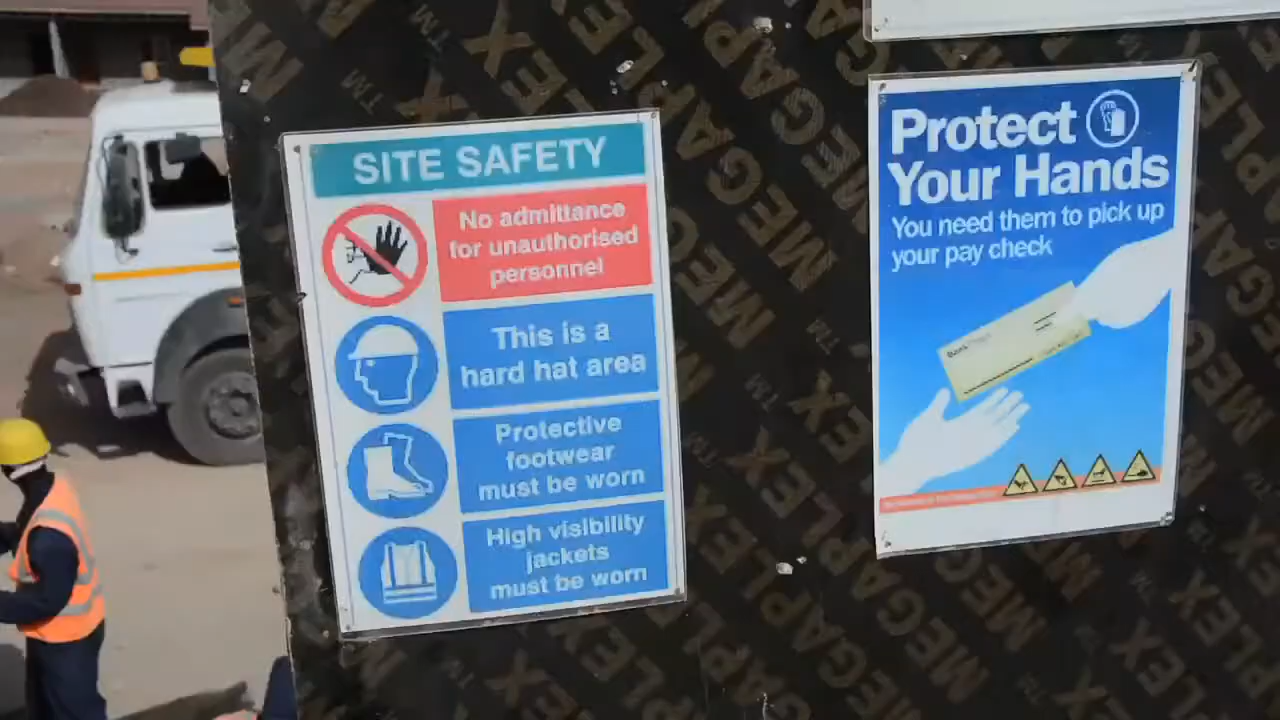 SITE SAFETY
No admittance
for unauthorised
personnel
This is a
hard hat area
Protective
footwear
must be worn
High visibility
jackets
must be worn
Protect
Your Hands
You need them to pick up
your pay check
MEGAPLEX™